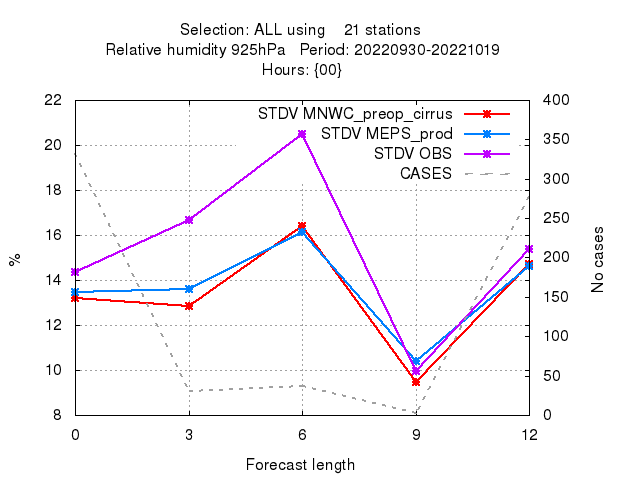 Selection: ALL using    21 stations
Relative humidity 925hPa   Period: 20220930-20221019
Hours: {00}
STDV MNWC_preop_cirrus
STDV MEPS_prod
STDV OBS
CASES
22
20
18
16
14
12
10
8
%
400
350
300
250
200
150
100
50
0
No cases
0 3 6 9 12
Forecast length